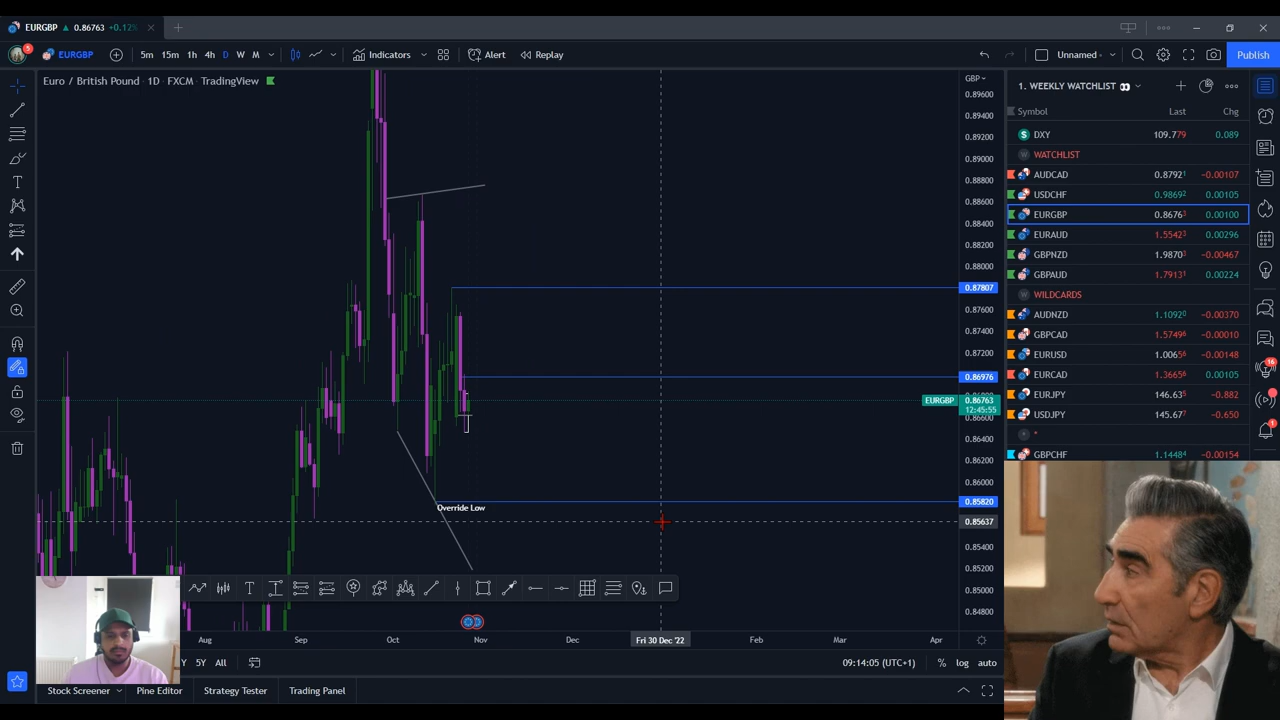 EURGBP ▲ 0.86763 +0.12%
5 EURGBP 5m 15m 1h 4h D W M Indicators Alert Replay Unnamed Publish
Euro / British Pound · 1D · FXCM · TradingView
GBP
0.89600
0.89400
0.89200
0.89000
0.88800
0.88600
0.88400
0.88200
0.88000
0.87807
0.87600
0.87400
0.87200
0.86976
EURGBP 0.86763
12:45:55
0.86600
0.86400
0.86200
0.86000
0.85820
Override Low
0.85637
0.85400
0.85200
0.85000
0.84800
Aug Sep Oct Nov Dec Fri 30 Dec '22 Feb Mar Apr
Y 5Y All 09:14:05 (UTC+1) % log auto
Stock Screener Pine Editor Strategy Tester Trading Panel
1. WEEKLY WATCHLIST 👀
Symbol Last Chg
DXY 109.779 0.089
WATCHLIST
AUDCAD 0.87921 −0.00107
USDCHF 0.98692 0.00105
EURGBP 0.86763 0.00100
EURAUD 1.55423 0.00296
GBPNZD 1.98703 −0.00467
GBPAUD 1.79131 0.00224
WILDCARDS
AUDNZD 1.10920 −0.00370
GBPCAD 1.57496 −0.00010
EURUSD 1.00656 −0.00148
EURCAD 1.36656 0.00105
EURJPY 146.635 −0.882
USDJPY 145.677 −0.650
*
GBPCHF 1.14484 −0.00154
16
1